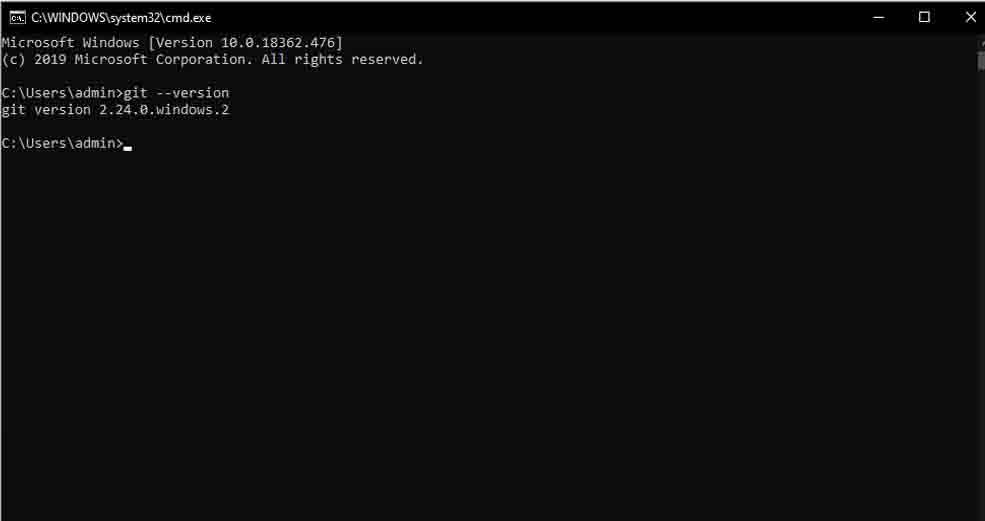 C:\WINDOWS\system32\cmd.exe
Microsoft Windows [Version 10.0.18362.476]
(c) 2019 Microsoft Corporation. All rights reserved.
C:\Users\admin>git --version
git version 2.24.0.windows.2
C:\Users\admin>